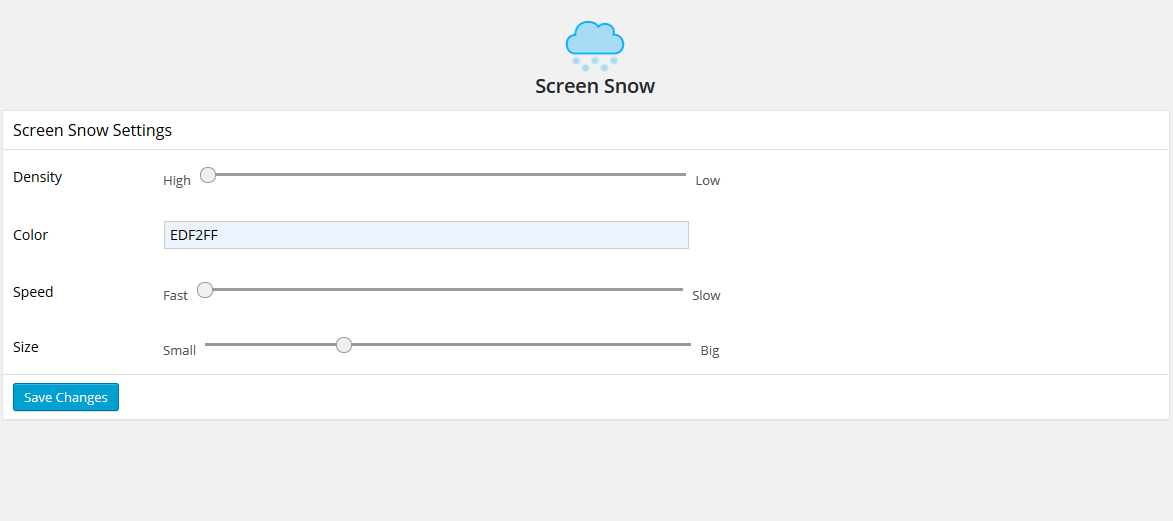 Screen Snow
Screen Snow Settings
Density High Low
Color EDF2FF
Speed Fast Slow
Size Small Big
Save Changes